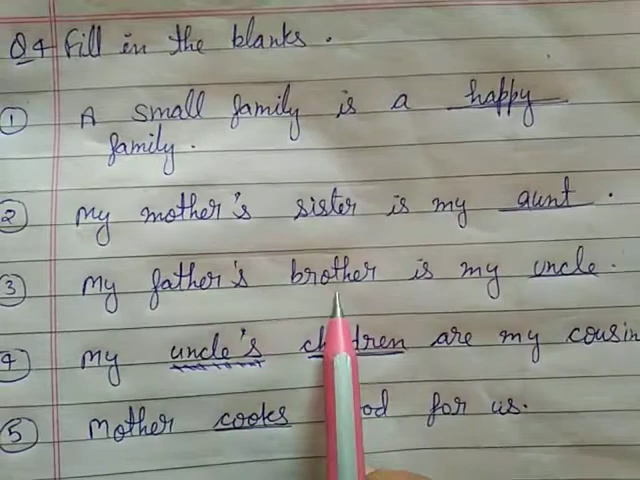 Q4 Fill in the blanks.
① A small family is a happy
family.
② My mother's sister is my aunt.
③ My father's brother is my uncle.
④ My uncle's children are my cousin
⑤ Mother cooks for us.